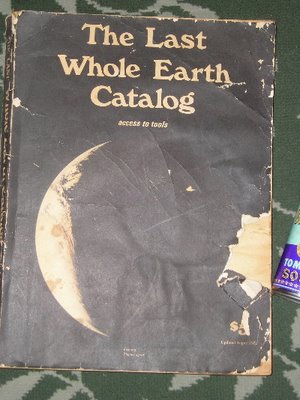 The Last
Whole Earth
Catalog
access to tools
$5
TOM
SO